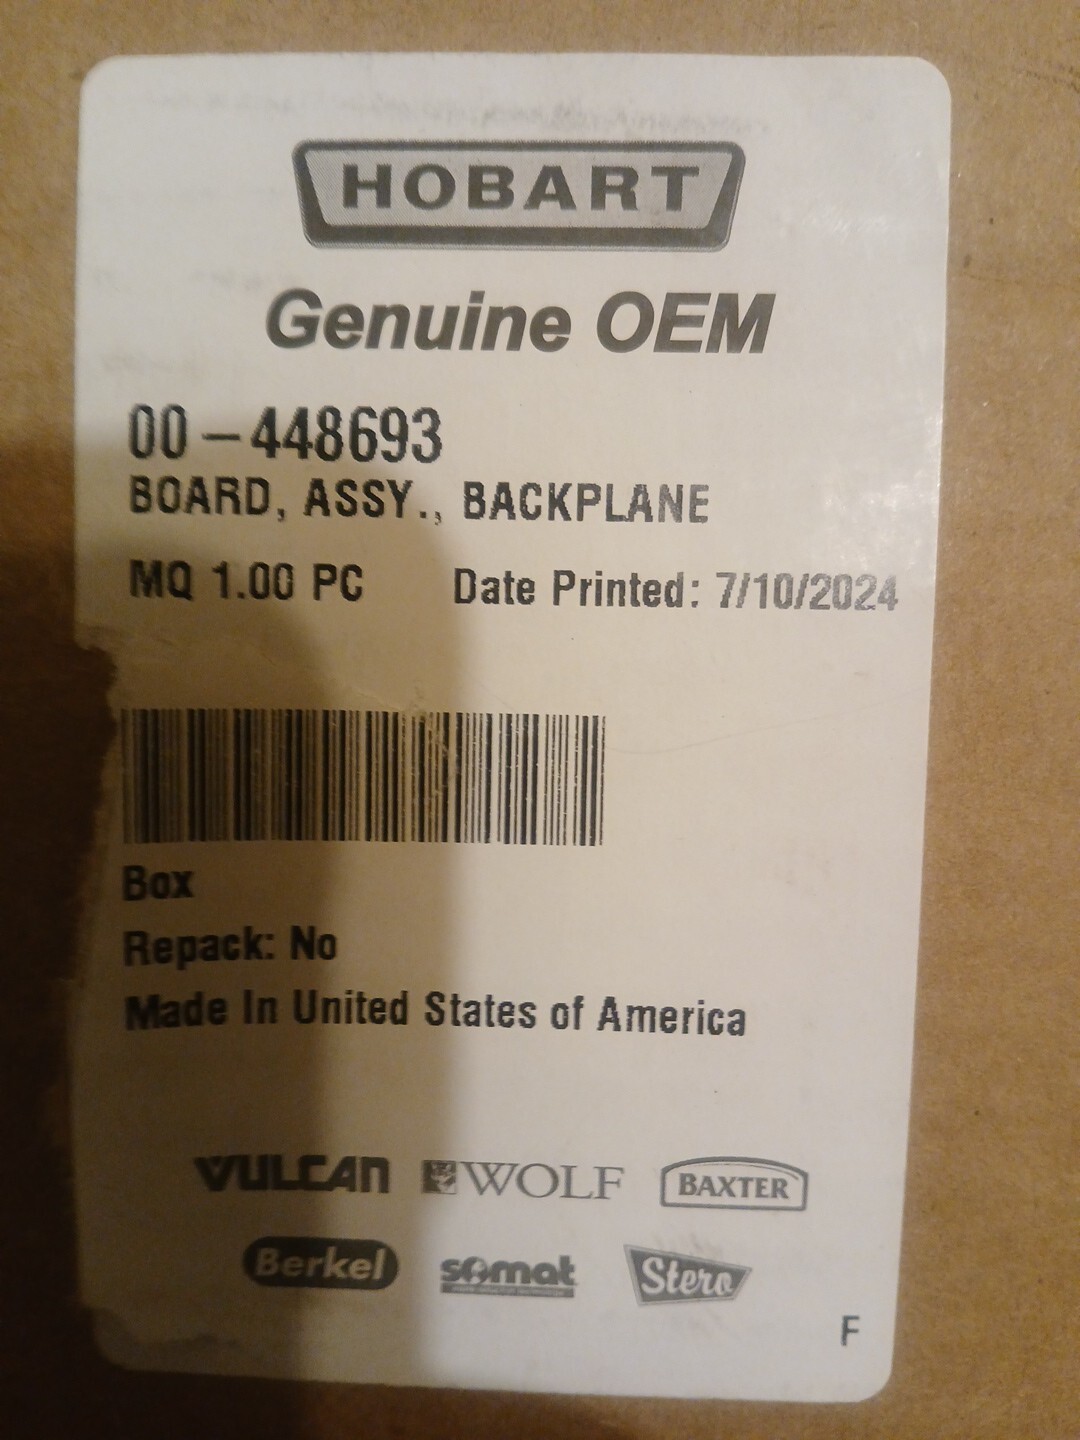 HOBART
Genuine OEM
00-448693
BOARD, ASSY., BACKPLANE
MQ 1.00 PC Date Printed: 7/10/2024
Box
Repack: No
Made In United States of America
VULCAN WOLF BAXTER
Berkel somat Stero
F